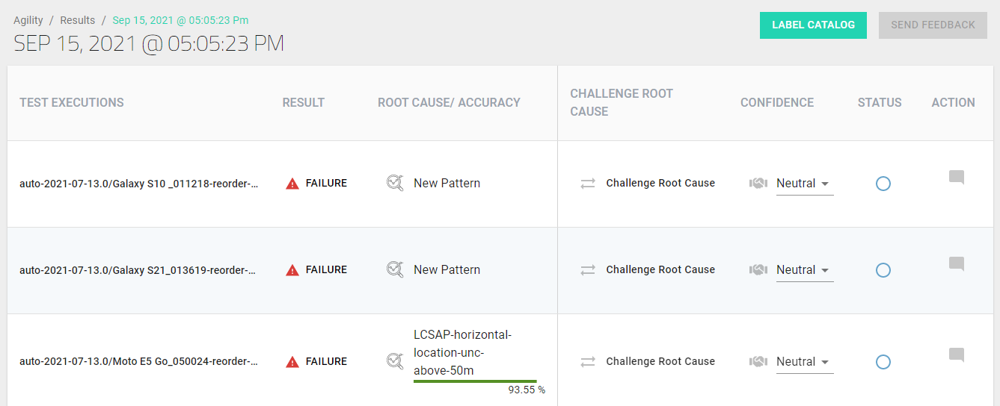 Agility / Results / Sep 15, 2021 @ 05:05:23 PM
SEP 15, 2021 @ 05:05:23 PM
LABEL CATALOG
SEND FEEDBACK
TEST EXECUTIONS
RESULT
ROOT CAUSE/ ACCURACY
CHALLENGE ROOT
CAUSE
CONFIDENCE
STATUS
ACTION
auto-2021-07-13.0/Galaxy S10 _011218-reorder-...
FAILURE
New Pattern
Challenge Root Cause
Neutral
auto-2021-07-13.0/Galaxy S21_013619-reorder-...
FAILURE
New Pattern
Challenge Root Cause
Neutral
auto-2021-07-13.0/Moto E5 Go_050024-reorder-...
FAILURE
LCSAP-horizontal-
location-unc-
above-50m
93.55 %
Challenge Root Cause
Neutral